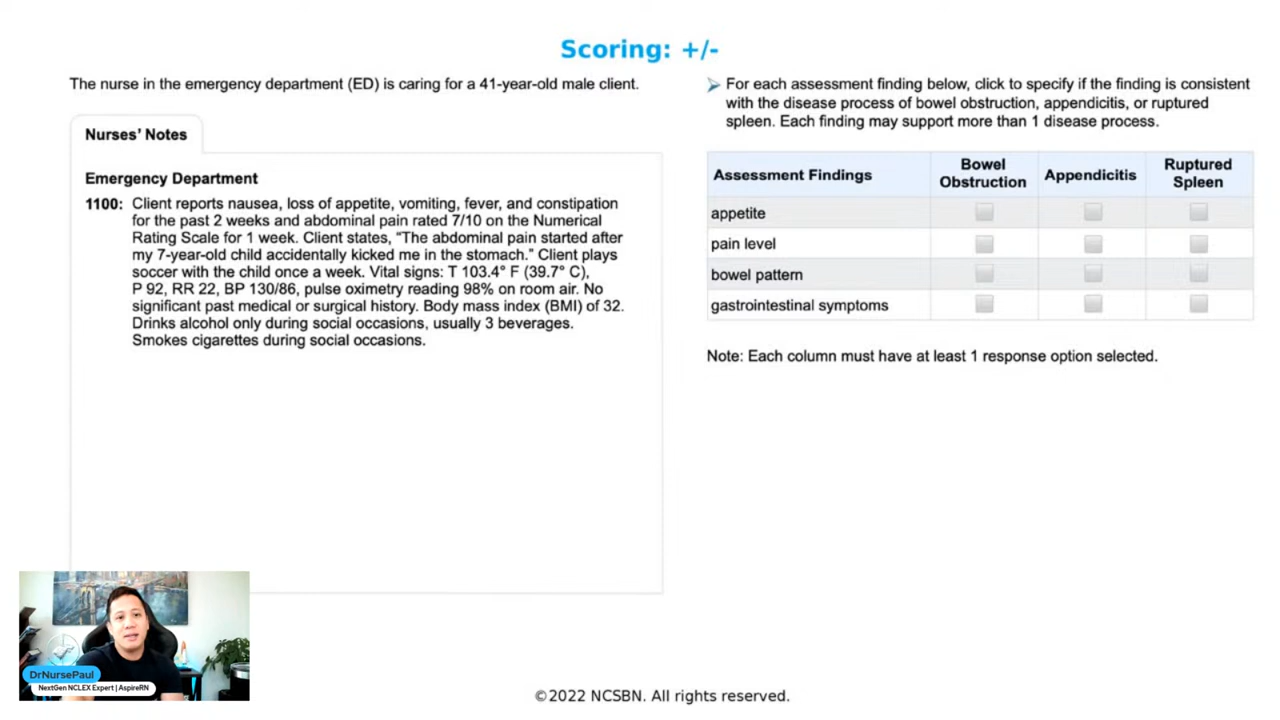 Scoring: +/-
The nurse in the emergency department (ED) is caring for a 41-year-old male client.
Nurses' Notes
Emergency Department
1100: Client reports nausea, loss of appetite, vomiting, fever, and constipation
for the past 2 weeks and abdominal pain rated 7/10 on the Numerical
Rating Scale for 1 week. Client states, “The abdominal pain started after
my 7-year-old child accidentally kicked me in the stomach.” Client plays
soccer with the child once a week. Vital signs: T 103.4° F (39.7° C),
P 92, RR 22, BP 130/86, pulse oximetry reading 98% on room air. No
significant past medical or surgical history. Body mass index (BMI) of 32.
Drinks alcohol only during social occasions, usually 3 beverages.
Smokes cigarettes during social occasions.
For each assessment finding below, click to specify if the finding is consistent
with the disease process of bowel obstruction, appendicitis, or ruptured
spleen. Each finding may support more than 1 disease process.
Assessment Findings
Bowel
Obstruction
Appendicitis
Ruptured
Spleen
appetite
pain level
bowel pattern
gastrointestinal symptoms
Note: Each column must have at least 1 response option selected.
DrNursePaul
NextGen NCLEX Expert | AspireRN
©2022 NCSBN. All rights reserved.